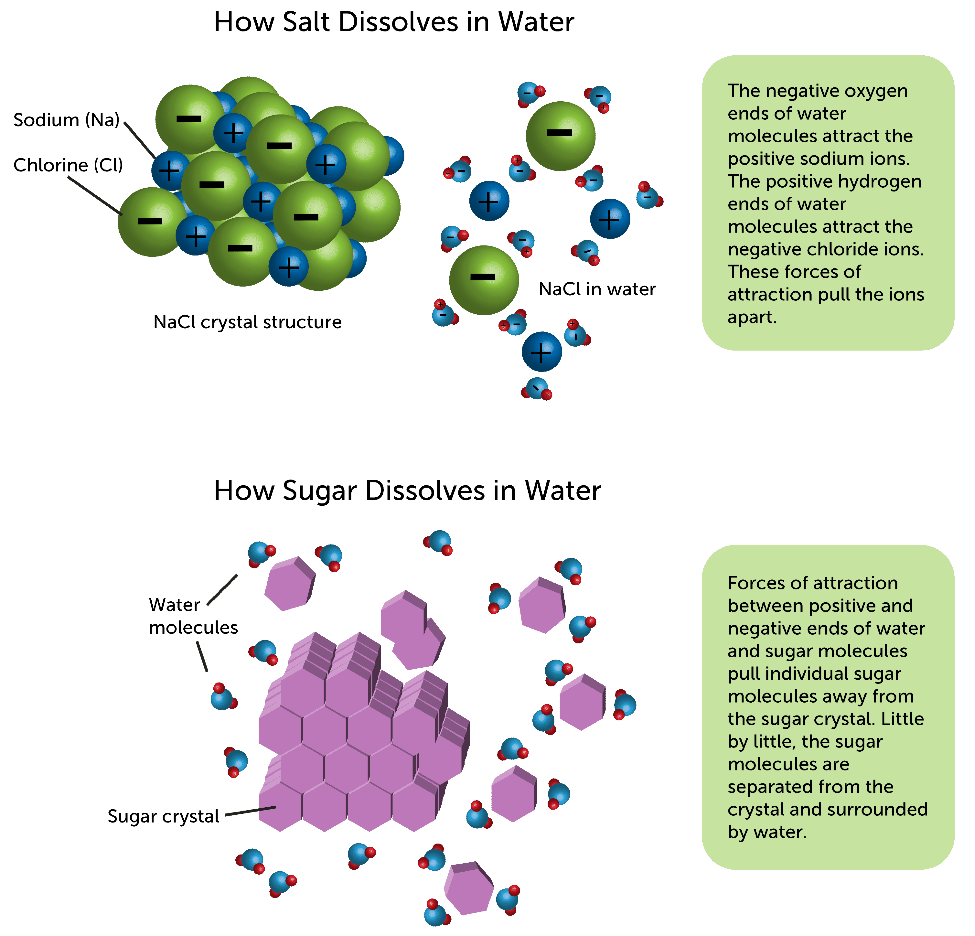 How Salt Dissolves in Water
Sodium (Na)
Chlorine (Cl)
NaCl crystal structure
NaCl in water
The negative oxygen
ends of water
molecules attract the
positive sodium ions.
The positive hydrogen
ends of water
molecules attract the
negative chloride ions.
These forces of
attraction pull the ions
apart.
How Sugar Dissolves in Water
Water
molecules
Sugar crystal
Forces of attraction
between positive and
negative ends of water
and sugar molecules
pull individual sugar
molecules away from
the sugar crystal. Little
by little, the sugar
molecules are
separated from the
crystal and surrounded
by water.